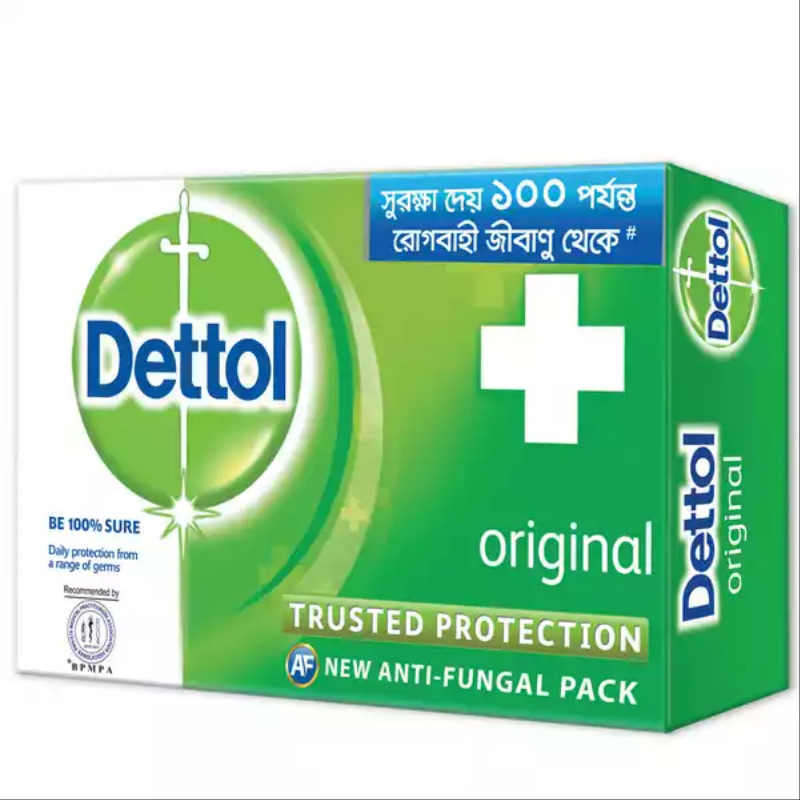 সুরক্ষা দেয় ১০০ পর্যন্ত
রোগবাহী জীবাণু থেকে #
Dettol
BE 100% SURE
Daily protection from
a range of germs
Recommended by
*BPMPA
original
TRUSTED PROTECTION
AF NEW ANTI-FUNGAL PACK
Dettol
Dettol
original